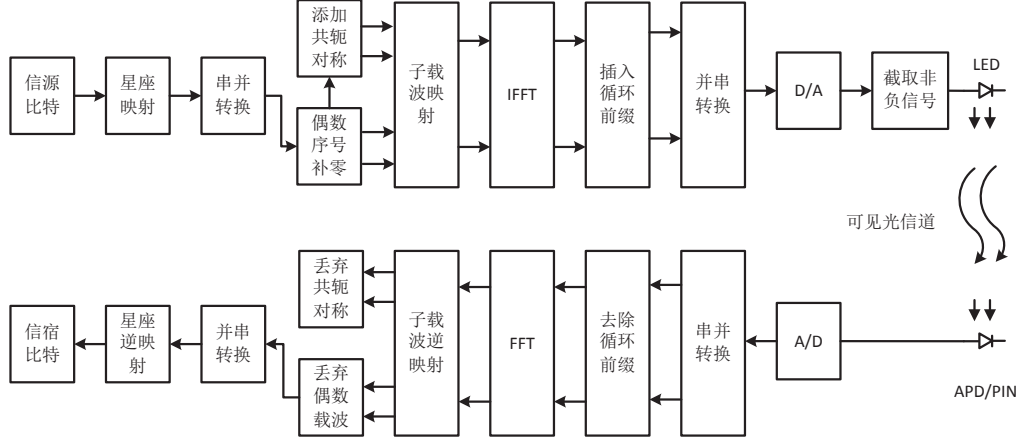 信源
比特
星座
映射
串并
转换
添加
共轭
对称
偶数
序号
补零
子载
波映
射
IFFT
插入
循环
前缀
并串
转换
D/A
截取非
负信号
LED
可见光信道
信宿
比特
星座
逆映
射
并串
转换
丢弃
共轭
对称
丢弃
偶数
载波
子载
波逆
映射
FFT
去除
循环
前缀
串并
转换
A/D
APD/PIN